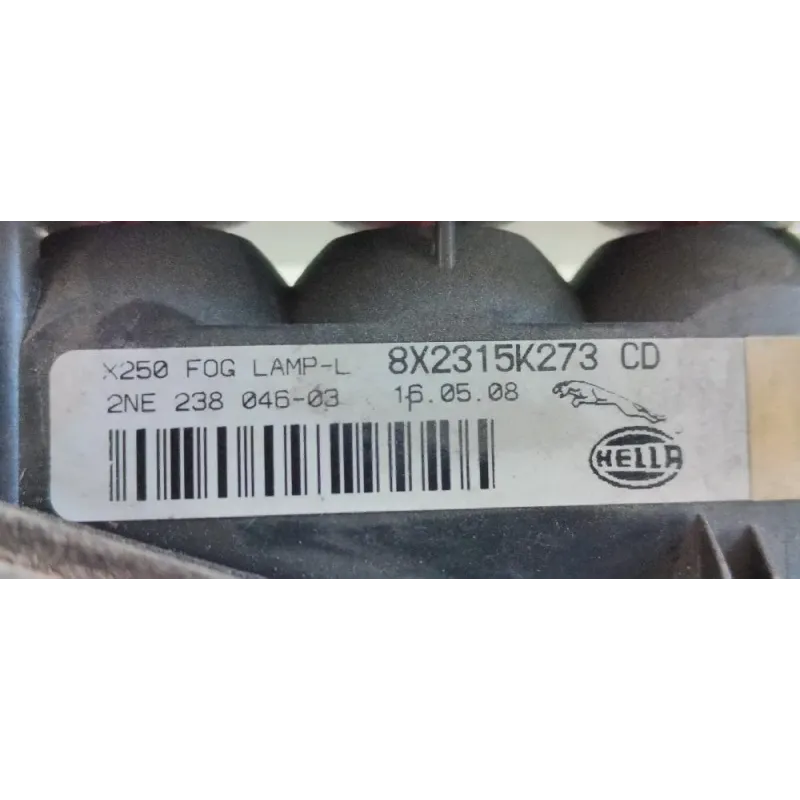 X250 FOG LAMP-L 8X2315K273 CD
2NE 238 046-03 16.05.08
HELLA